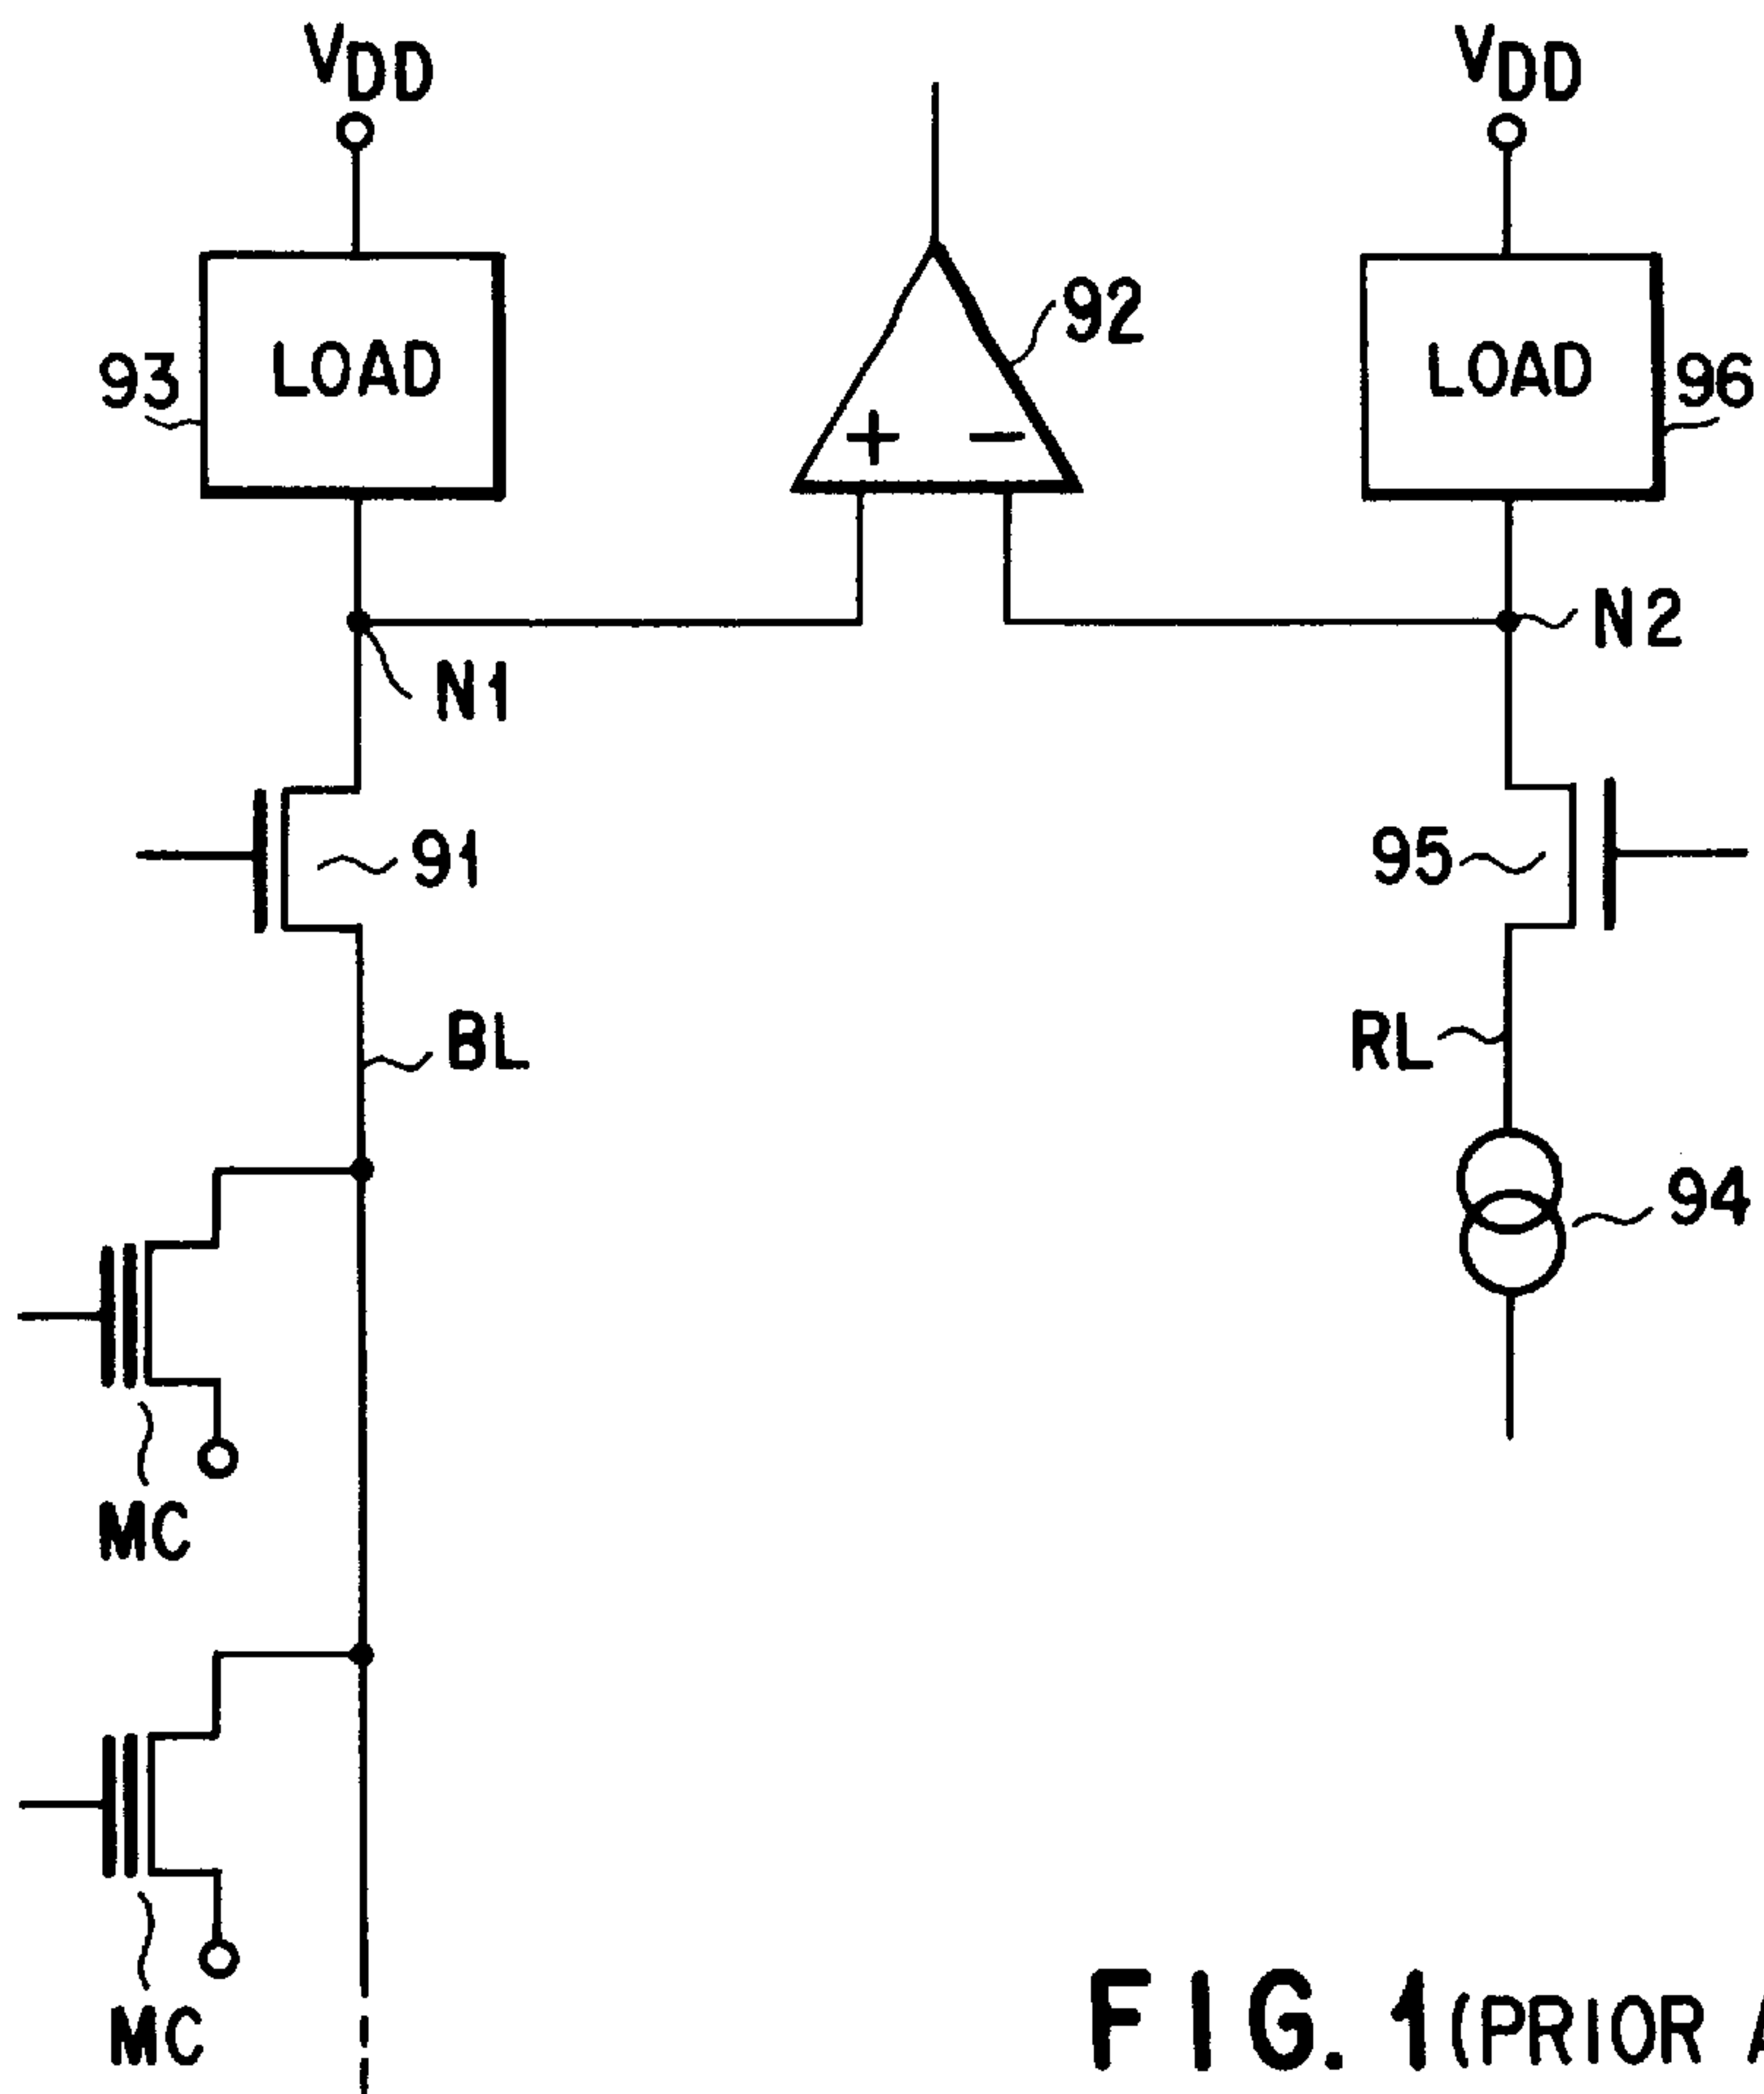 VDD
VDD
92
93
LOAD
+
−
LOAD
96
N1
N2
91
95
BL
RL
94
MC
MC
FIG. 1 (PRIOR